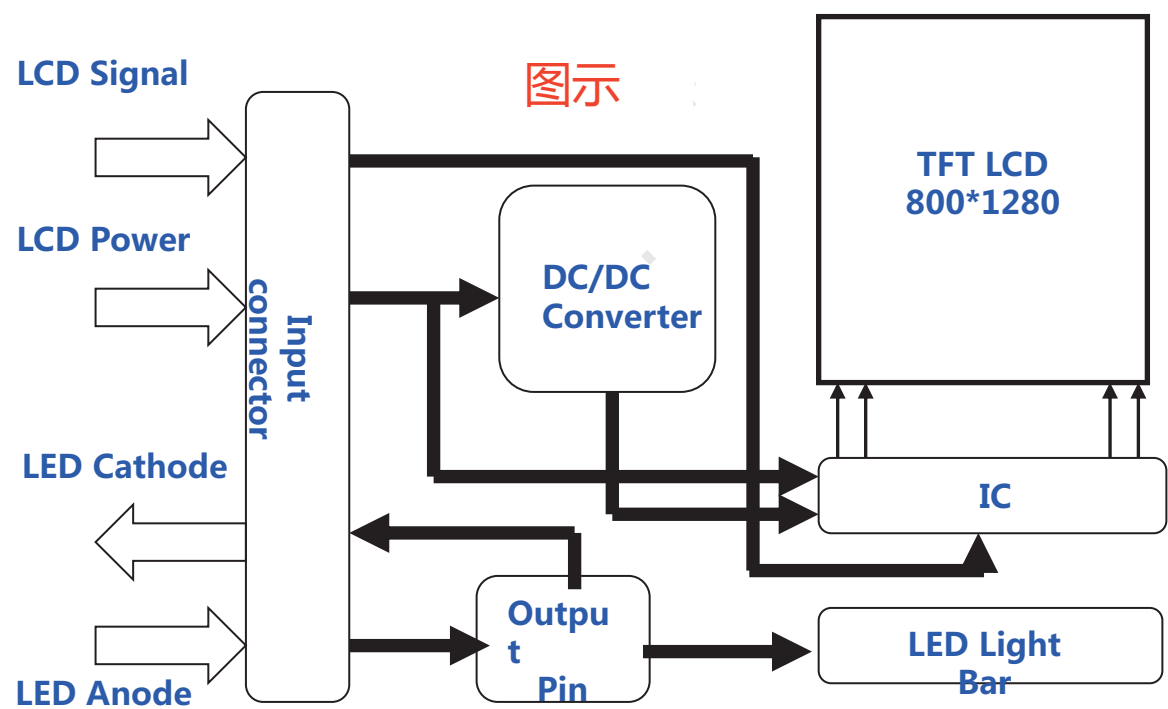 LCD Signal
图示
TFT LCD
800*1280
LCD Power
DC/DC
Converter
Input
connector
LED Cathode
IC
Outpu
t
Pin
LED Light
Bar
LED Anode